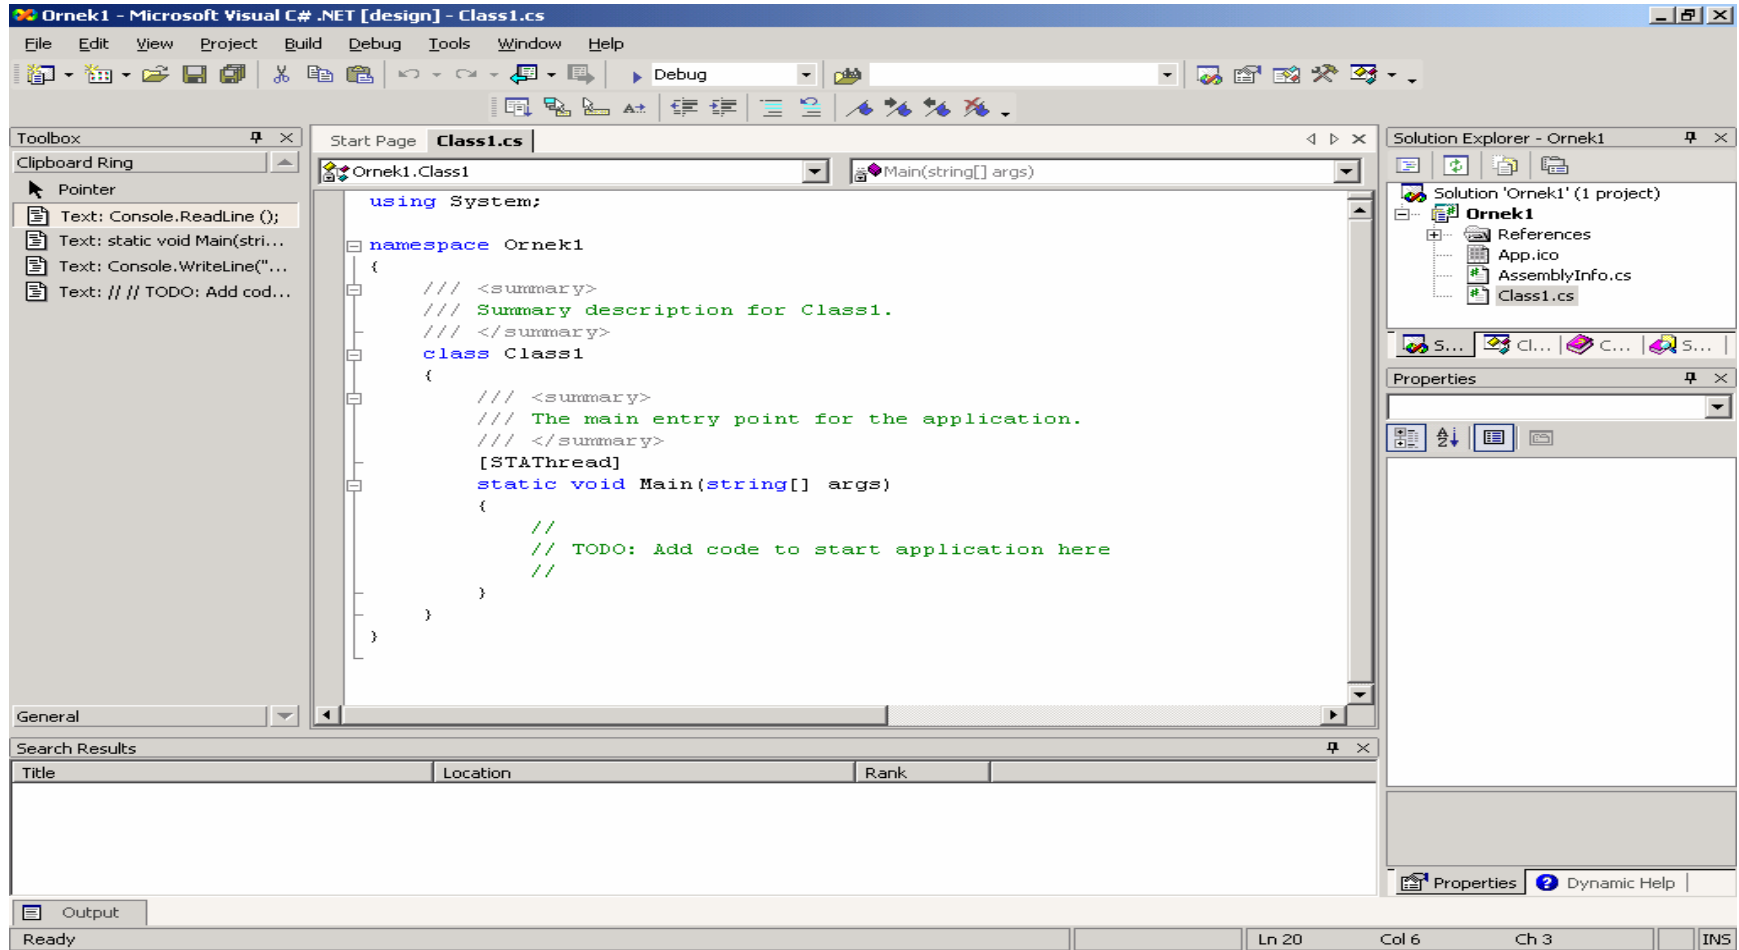 Ornek1 - Microsoft Visual C# .NET [design] - Class1.cs
File Edit View Project Build Debug Tools Window Help
Debug
Toolbox
Clipboard Ring
Pointer
Text: Console.ReadLine ();
Text: static void Main(stri...
Text: Console.WriteLine("...
Text: // // TODO: Add cod...
General
Start Page Class1.cs
Ornek1.Class1 Main(string[] args)
using System;
namespace Ornek1
{
/// <summary>
/// Summary description for Class1.
/// </summary>
class Class1
{
/// <summary>
/// The main entry point for the application.
/// </summary>
[STAThread]
static void Main(string[] args)
{
//
// TODO: Add code to start application here
//
}
}
}
Solution Explorer - Ornek1
Solution 'Ornek1' (1 project)
Ornek1
References
App.ico
AssemblyInfo.cs
Class1.cs
S... Cl... C... S...
Properties
Properties Dynamic Help
Search Results
Title Location Rank
Output
Ready Ln 20 Col 6 Ch 3 INS